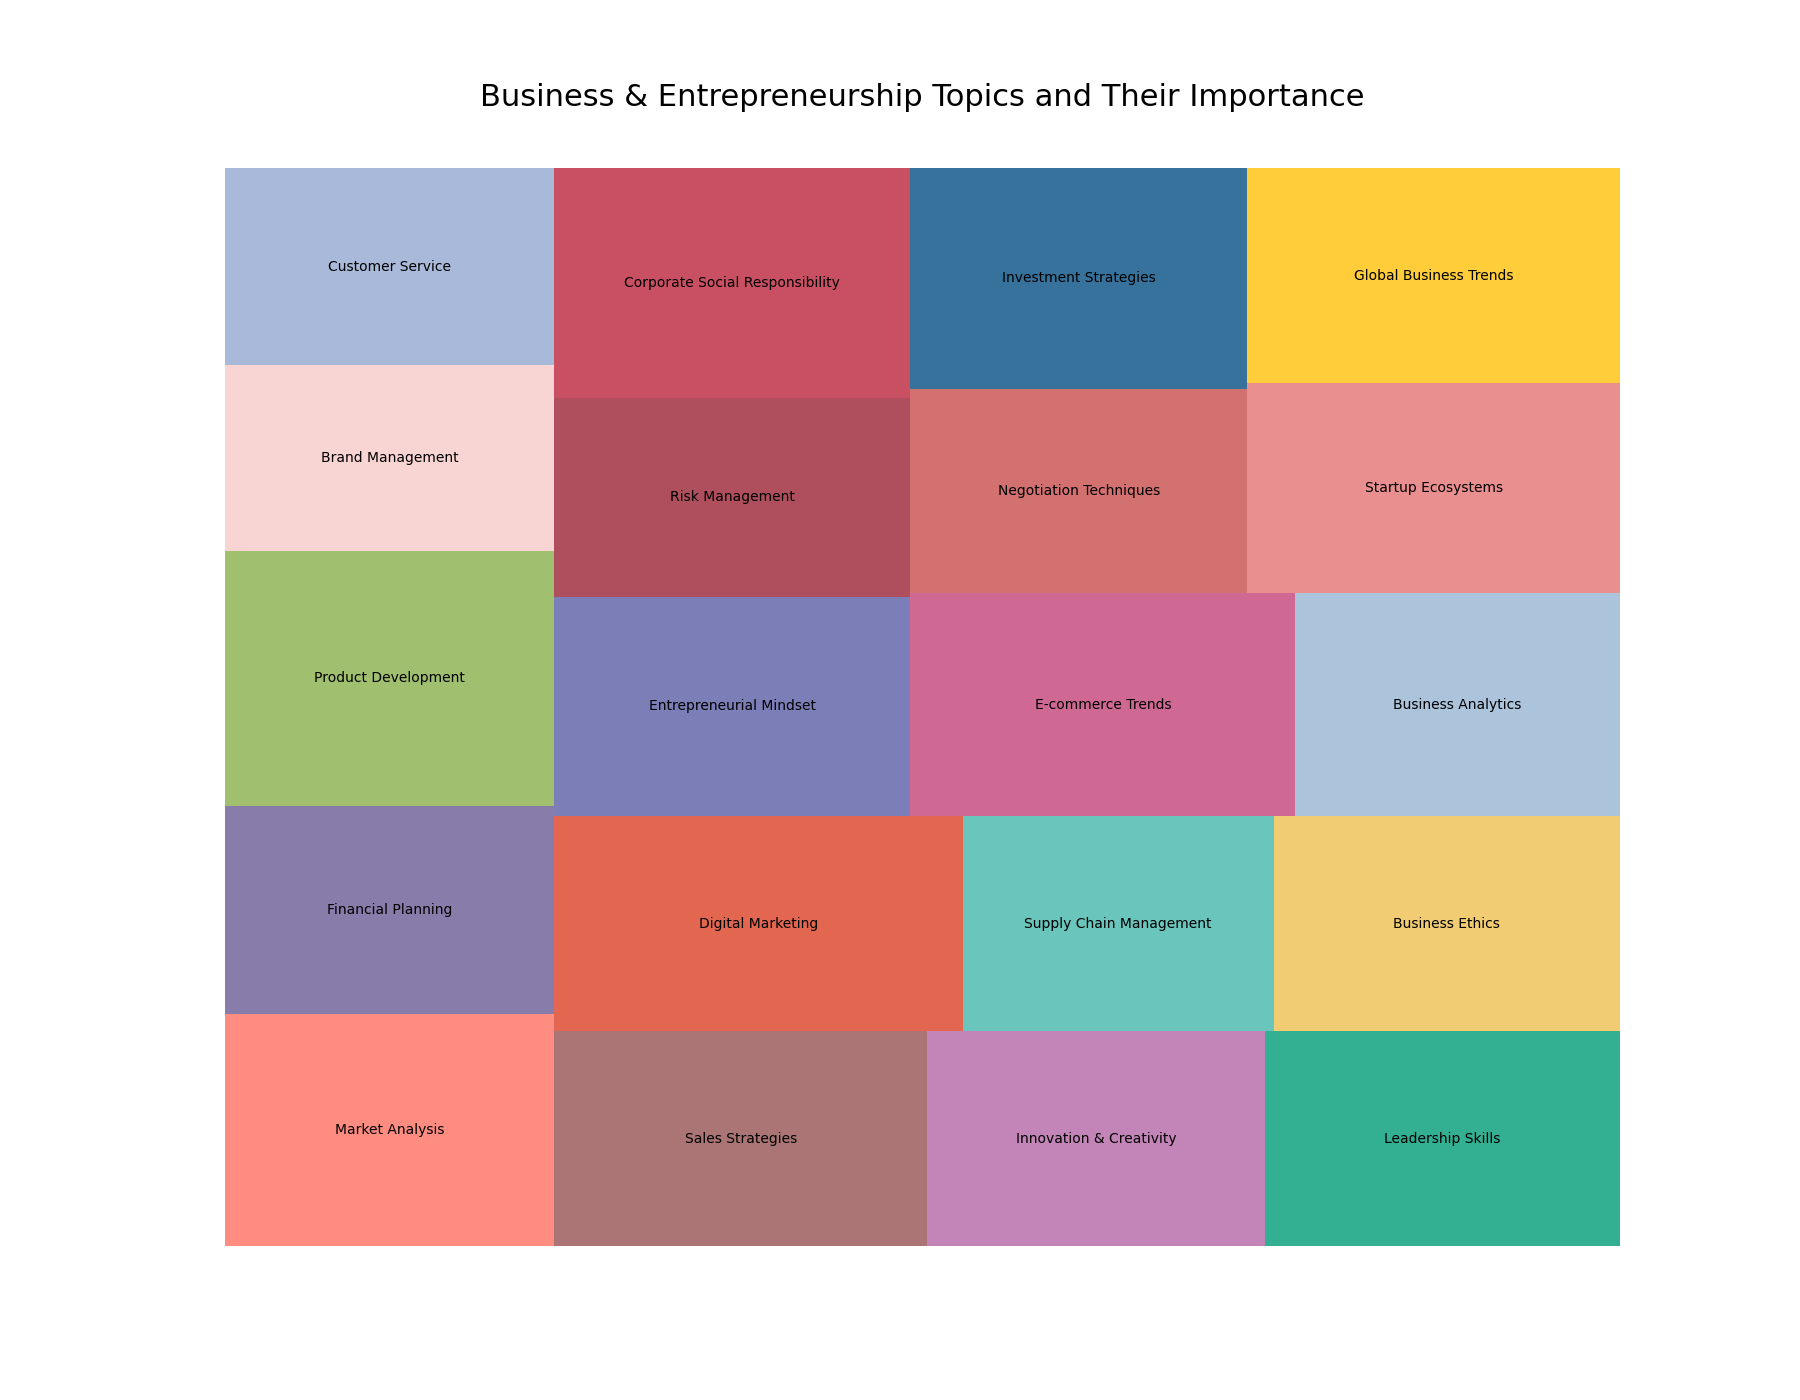 Business & Entrepreneurship Topics and Their Importance
Customer Service
Corporate Social Responsibility
Investment Strategies
Global Business Trends
Brand Management
Risk Management
Negotiation Techniques
Startup Ecosystems
Product Development
Entrepreneurial Mindset
E-commerce Trends
Business Analytics
Financial Planning
Digital Marketing
Supply Chain Management
Business Ethics
Market Analysis
Sales Strategies
Innovation & Creativity
Leadership Skills